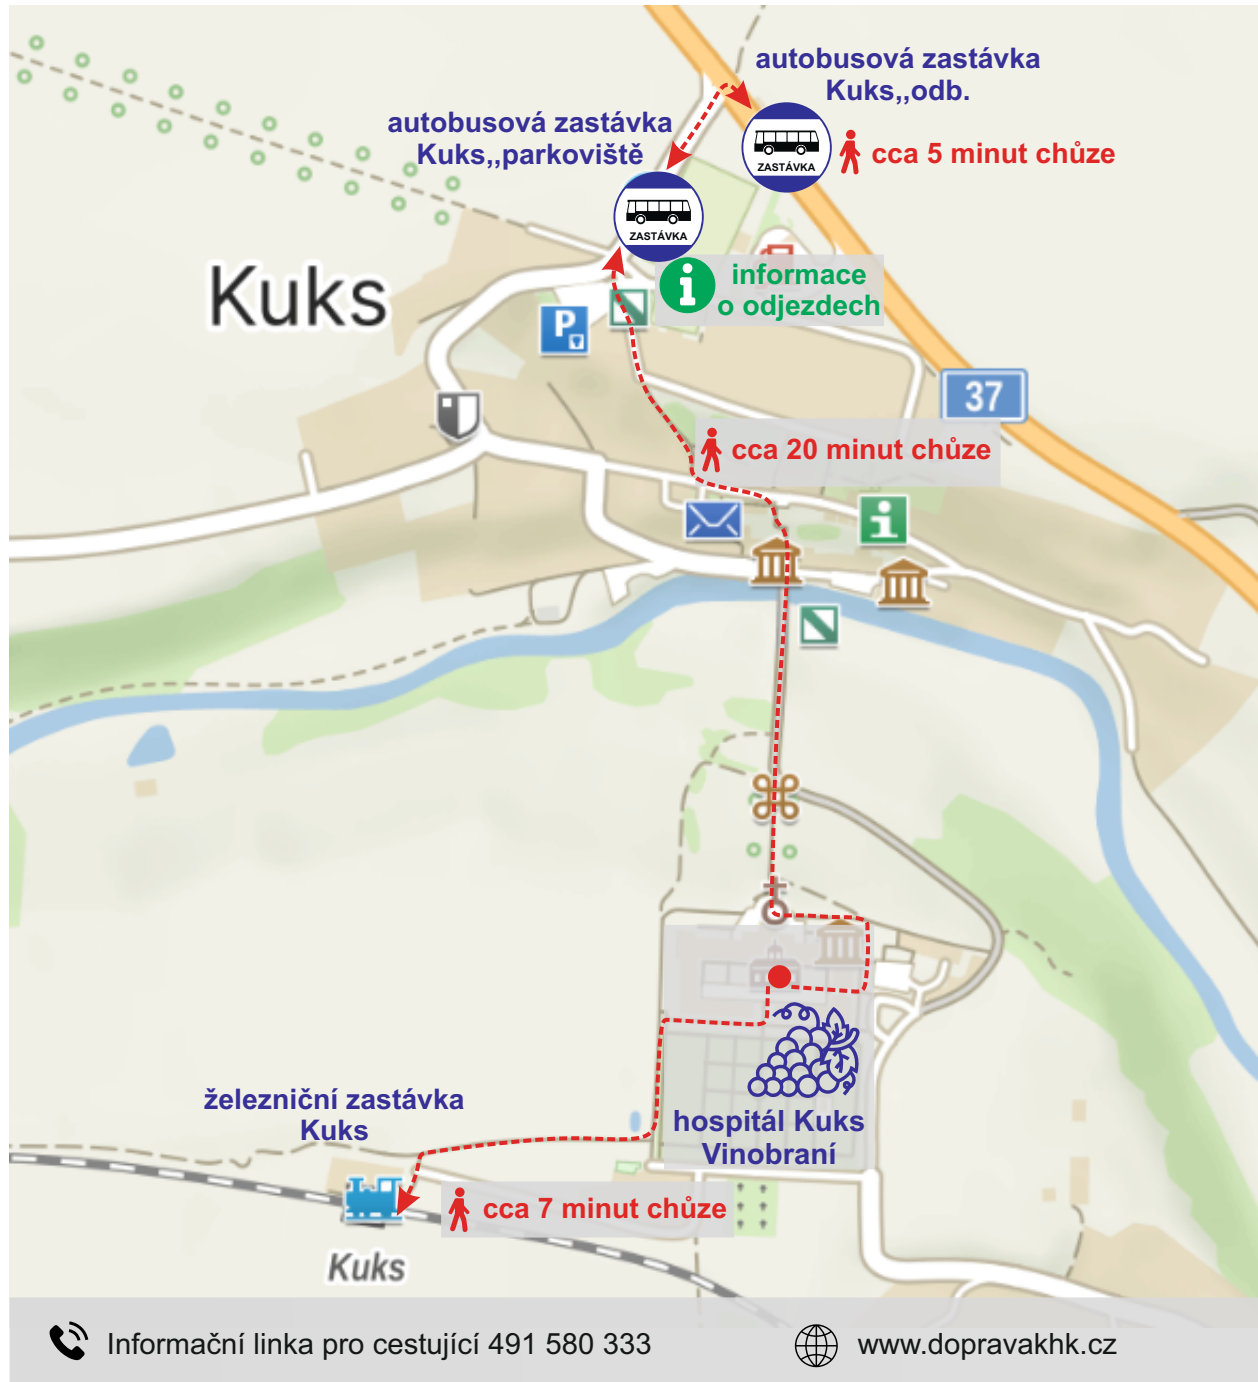 autobusová zastávka
Kuks,,odb.
autobusová zastávka
Kuks,,parkoviště
ZASTÁVKA
cca 5 minut chůze
ZASTÁVKA
Kuks
informace
o odjezdech
P
37
cca 20 minut chůze
železniční zastávka
Kuks
hospitál Kuks
Vinobraní
cca 7 minut chůze
Kuks
Informační linka pro cestující 491 580 333
www.dopravakhk.cz